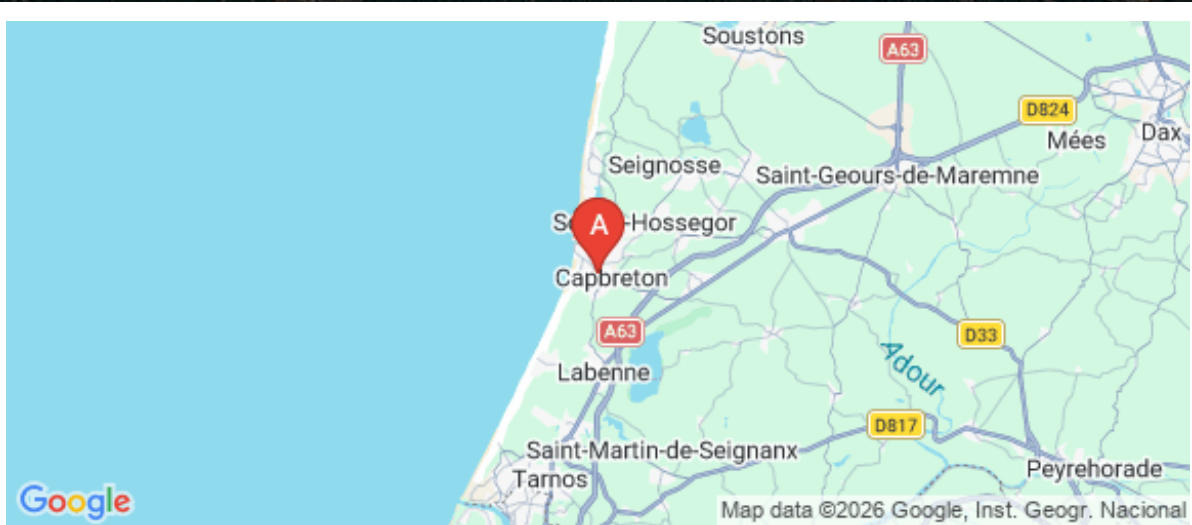 Soustons
A63
D824
Mées
Dax
Seignosse
Saint-Geours-de-Maremne
A
-Hossegor
Capbreton
A63
D33
Adour
Labenne
D817
Saint-Martin-de-Seignanx
Tarnos
Peyrehorade
Google
Map data ©2026 Google, Inst. Geogr. Nacional